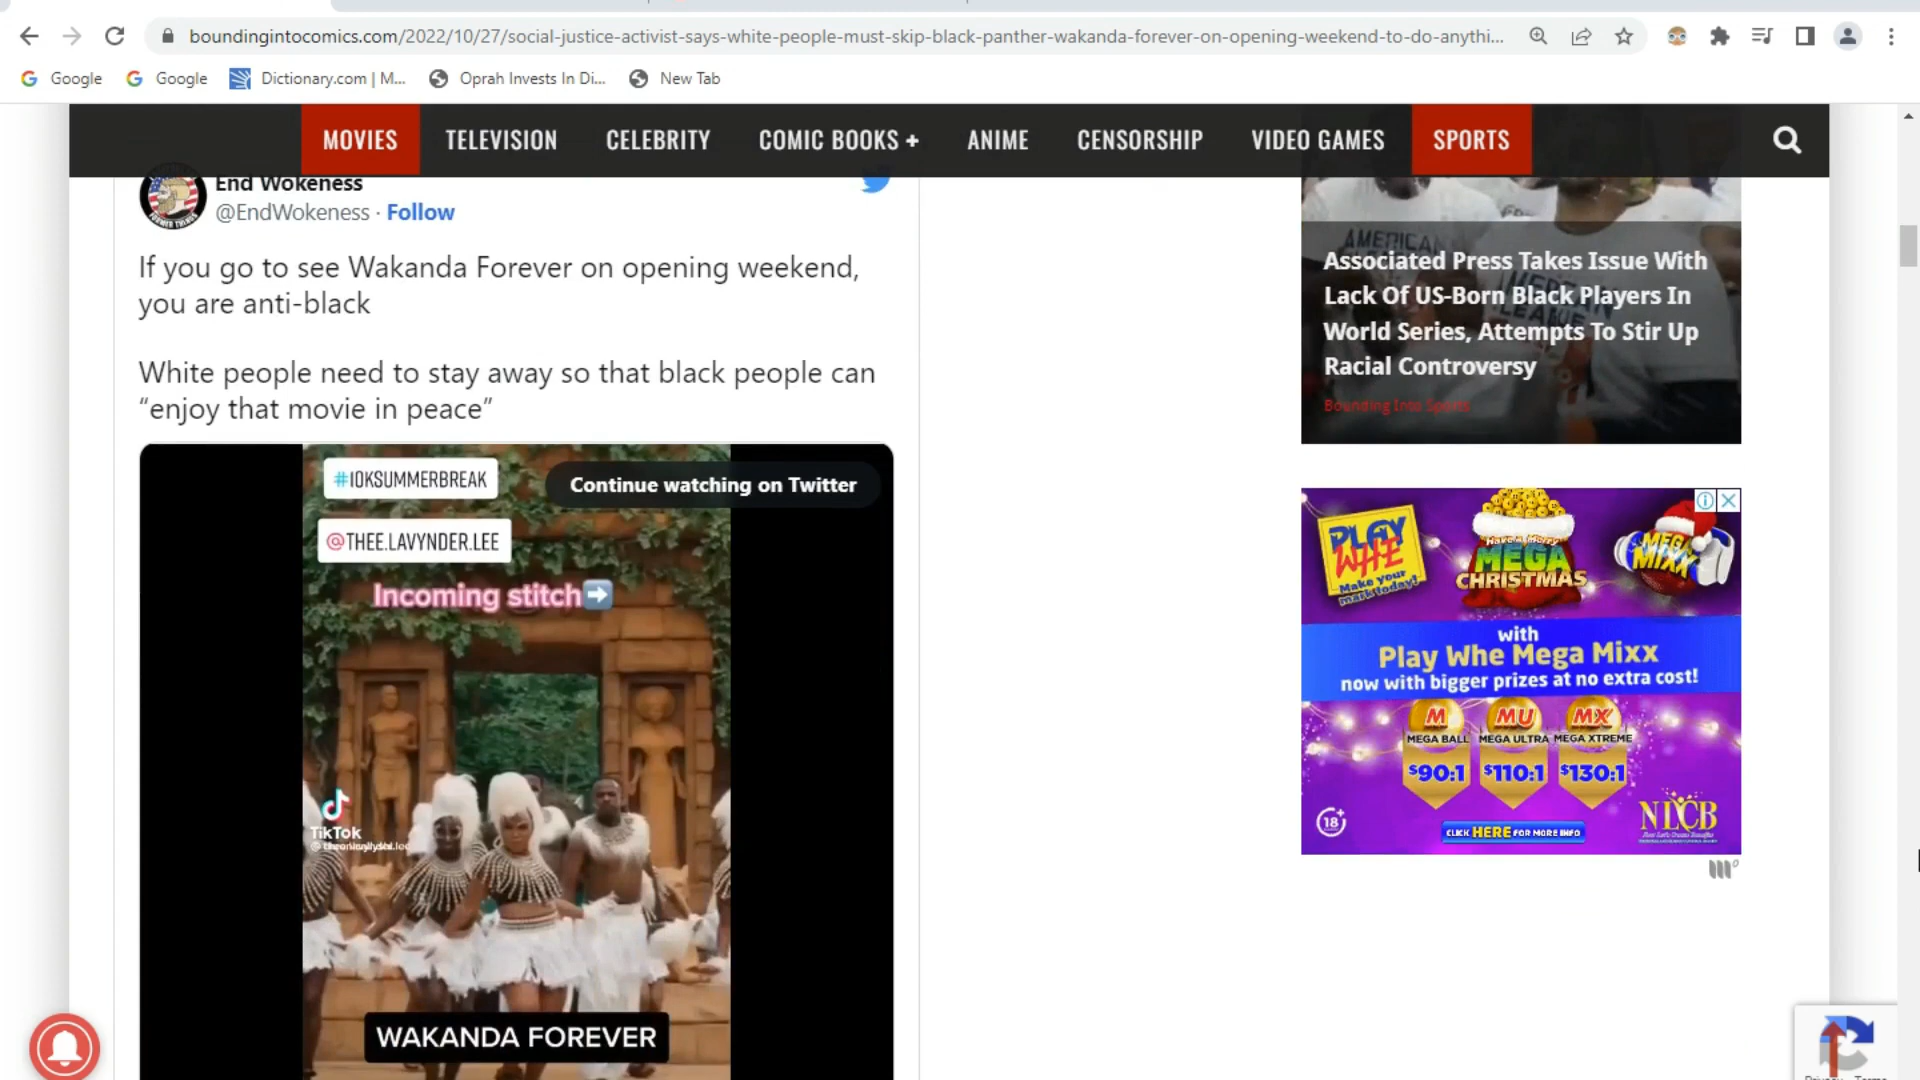 boundingintocomics.com/2022/10/27/social-justice-activist-says-white-people-must-skip-black-panther-wakanda-forever-on-opening-weekend-to-do-anythi...
Google
Google
Dictionary.com | M...
Oprah Invests In Di...
New Tab
MOVIES
TELEVISION
CELEBRITY
COMIC BOOKS +
ANIME
CENSORSHIP
VIDEO GAMES
SPORTS
End Wokeness
@EndWokeness · Follow
If you go to see Wakanda Forever on opening weekend,
you are anti-black
White people need to stay away so that black people can
“enjoy that movie in peace”
#10KSUMMERBREAK
Continue watching on Twitter
@THEE.LAVYNDER.LEE
Incoming stitch
TikTok
WAKANDA FOREVER
AMERICAN
Associated Press Takes Issue With
Lack Of US-Born Black Players In
World Series, Attempts To Stir Up
Racial Controversy
Bounding Into Sports
PLAY
WHE
Make your
mark today!
Have a Merry
MEGA
CHRISTMAS
MEGA
MIXX
with
Play Whe Mega Mixx
now with bigger prizes at no extra cost!
M
MEGA BALL
$90:1
MU
MEGA ULTRA
$110:1
MX
MEGA XTREME
$130:1
18+
CLICK HERE FOR MORE INFO
NLCB